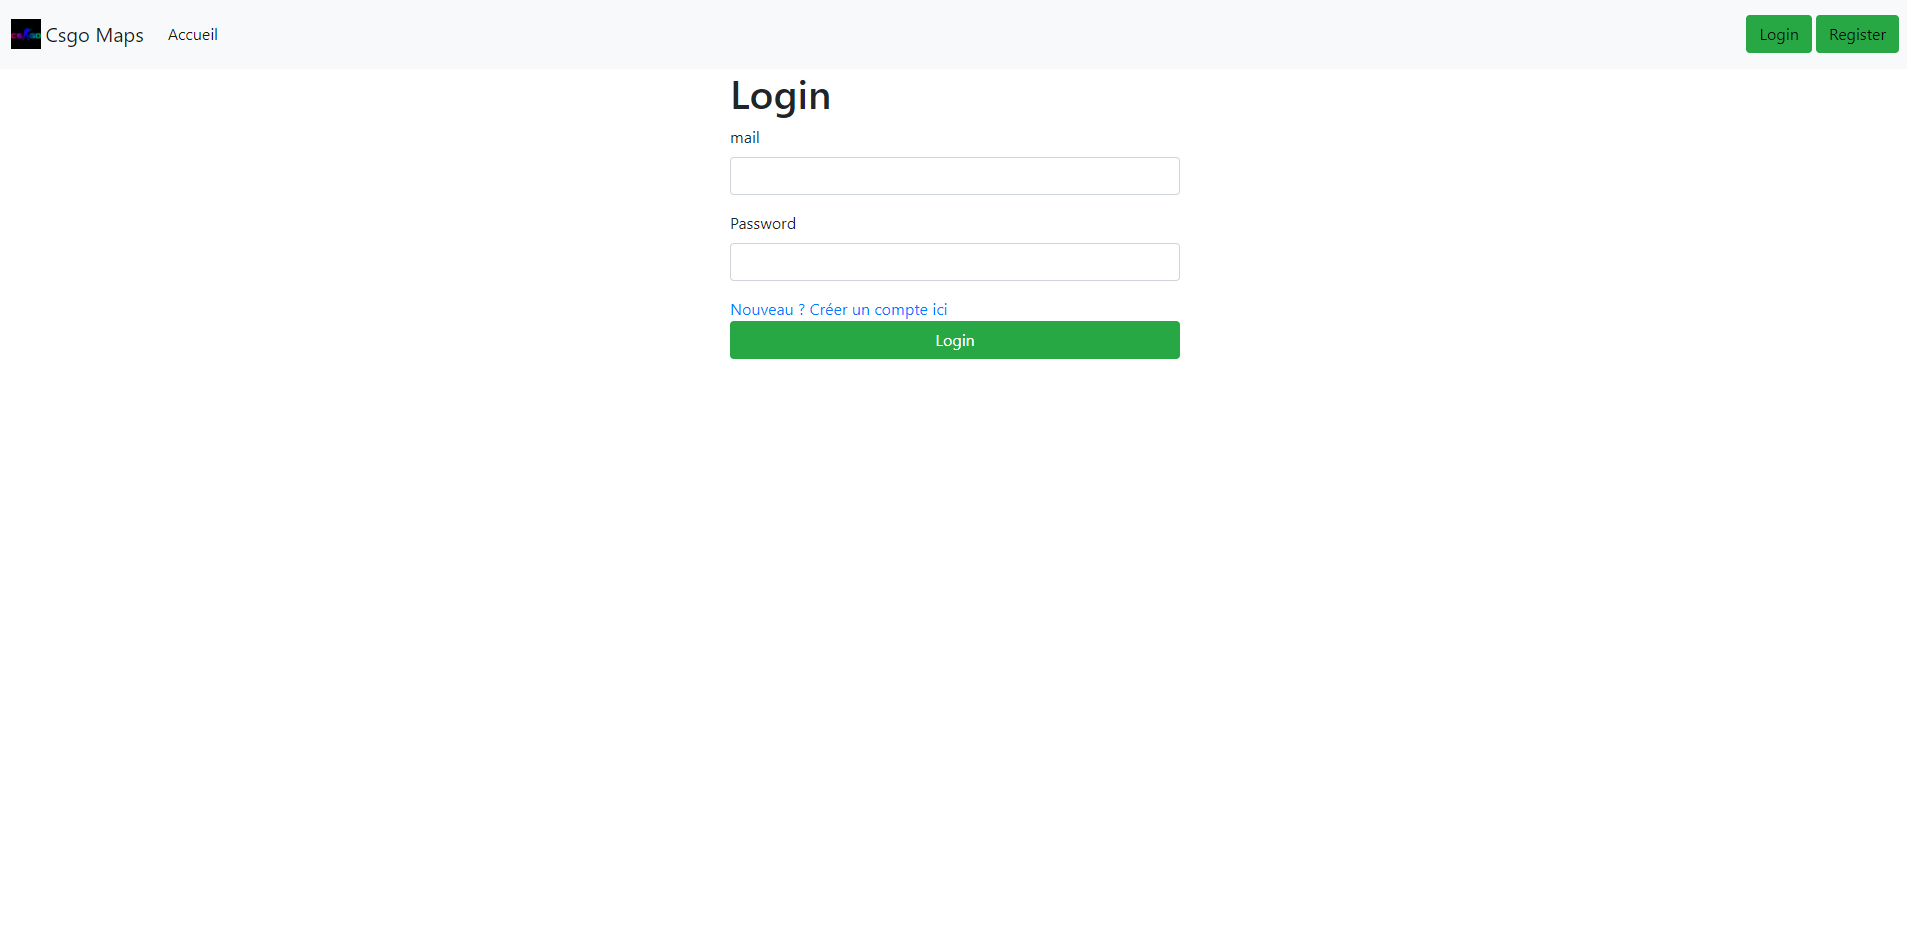 Csgo Maps Accueil Login Register
Login
mail
Password
Nouveau ? Créer un compte ici
Login